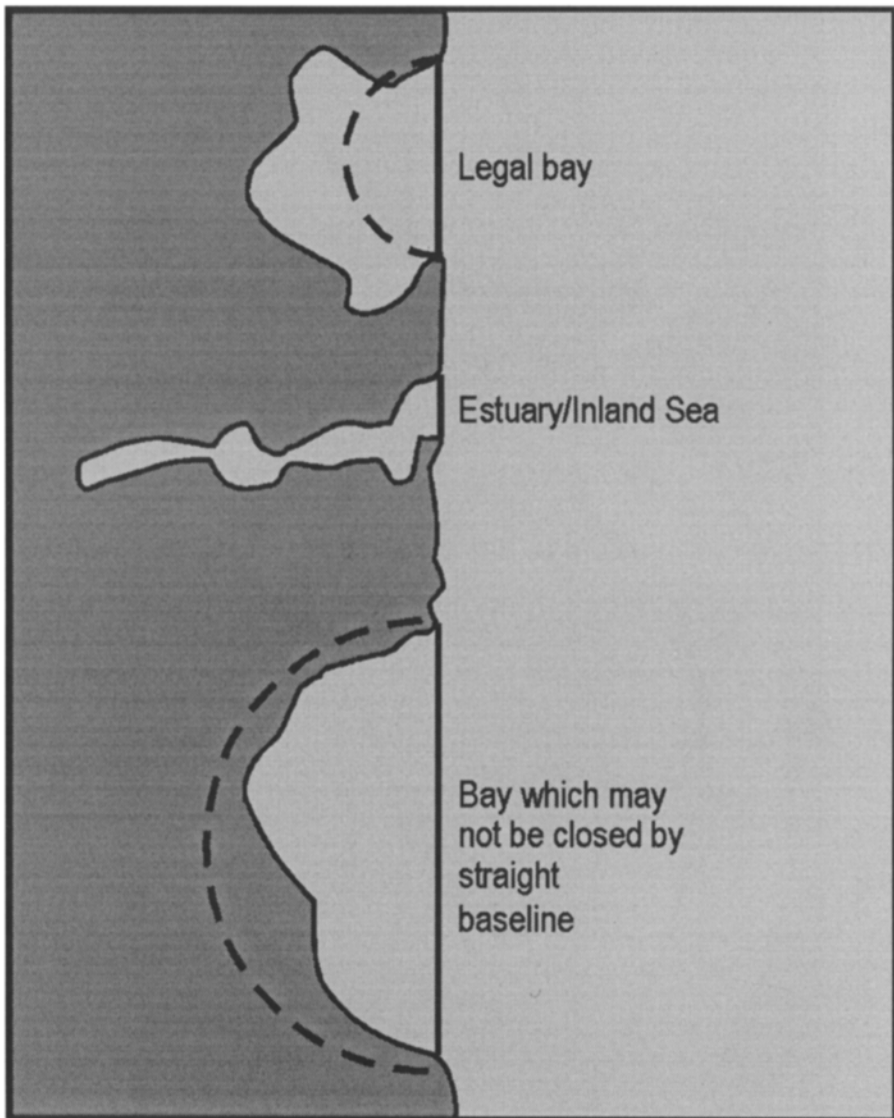 Legal bay
Estuary/Inland Sea
Bay which may
not be closed by
straight
baseline